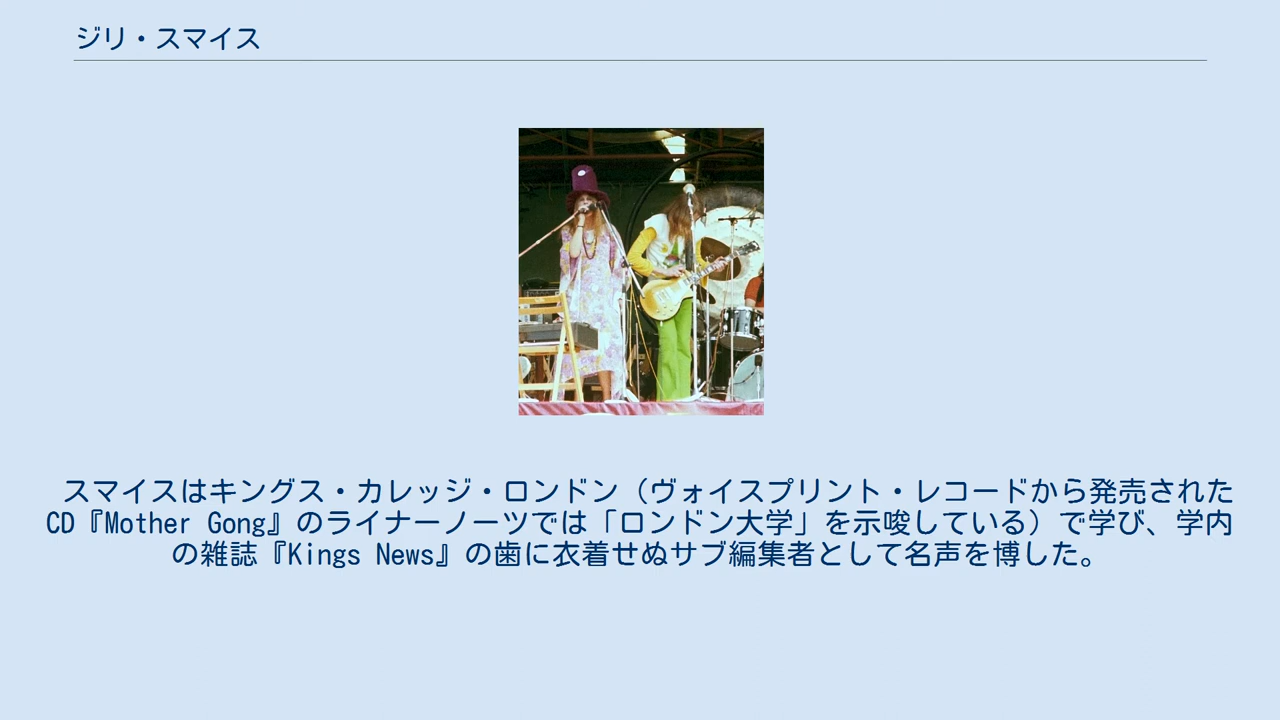 ジリ・スマイス
スマイスはキングス・カレッジ・ロンドン（ヴォイスプリント・レコードから発売された
CD『Mother Gong』のライナーノーツでは「ロンドン大学」を示唆している）で学び、学内
の雑誌『Kings News』の歯に衣着せぬサブ編集者として名声を博した。